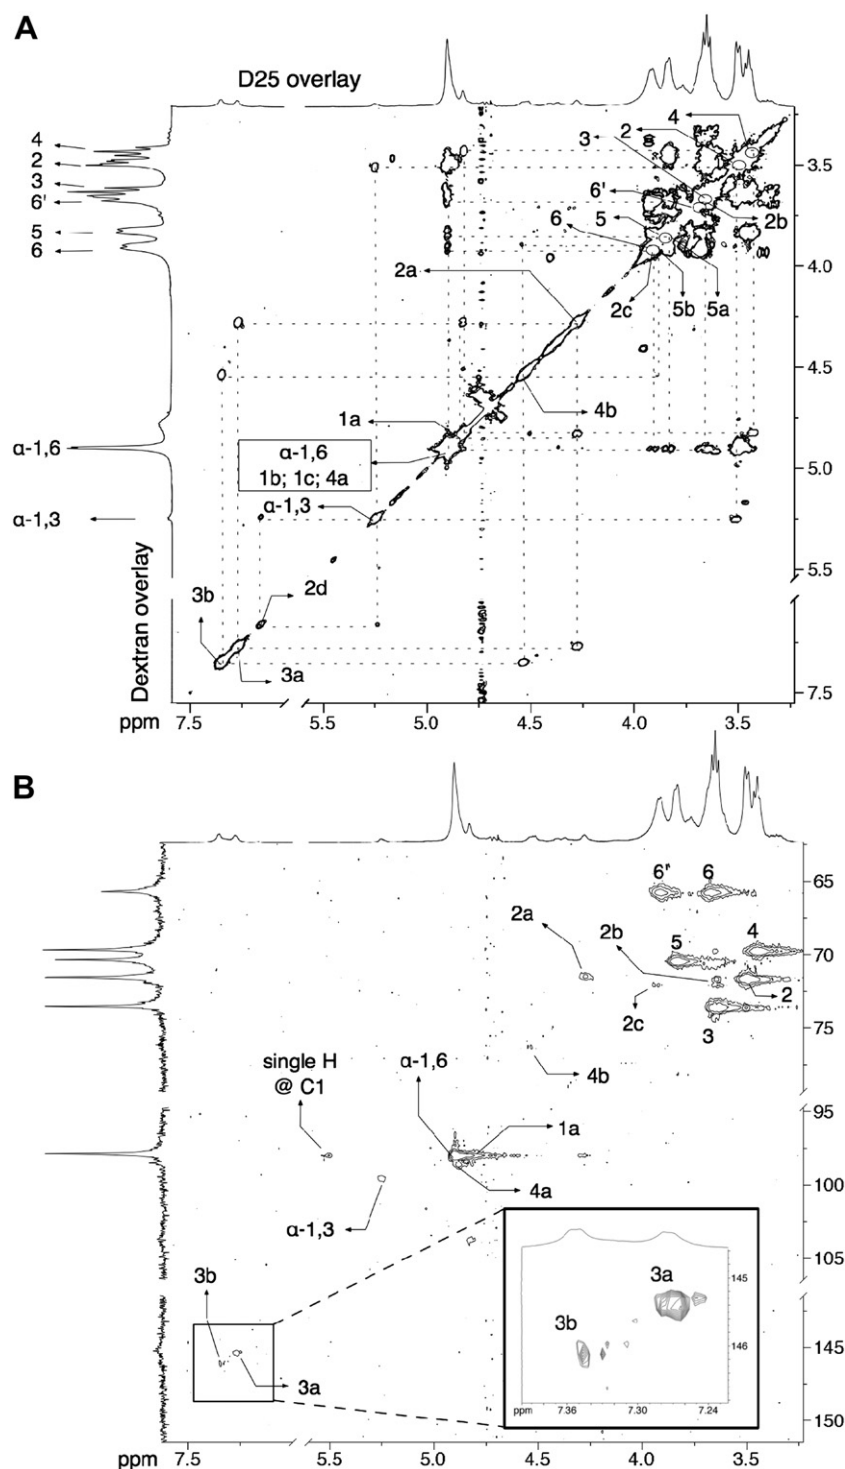 A
D25 overlay
4
2
3
6'
5
6
α-1,6
α-1,3
Dextran overlay
4
2
3
6'
5
6
2b
2a
2c
5b
5a
3.5
4.0
4.5
5.0
5.5
7.5
1a
4b
α-1,6
1b; 1c; 4a
α-1,3
3b
2d
3a
ppm
7.5
5.5
5.0
4.5
4.0
3.5
B
6"
6
2a
2b
5
4
2c
2
3
4b
single H
@ C1
α-1,6
1a
4a
α-1,3
65
70
75
95
100
105
145
150
3b
3a
3a
3b
145
146
ppm
7.36
7.30
7.24
ppm
7.5
5.5
5.0
4.5
4.0
3.5